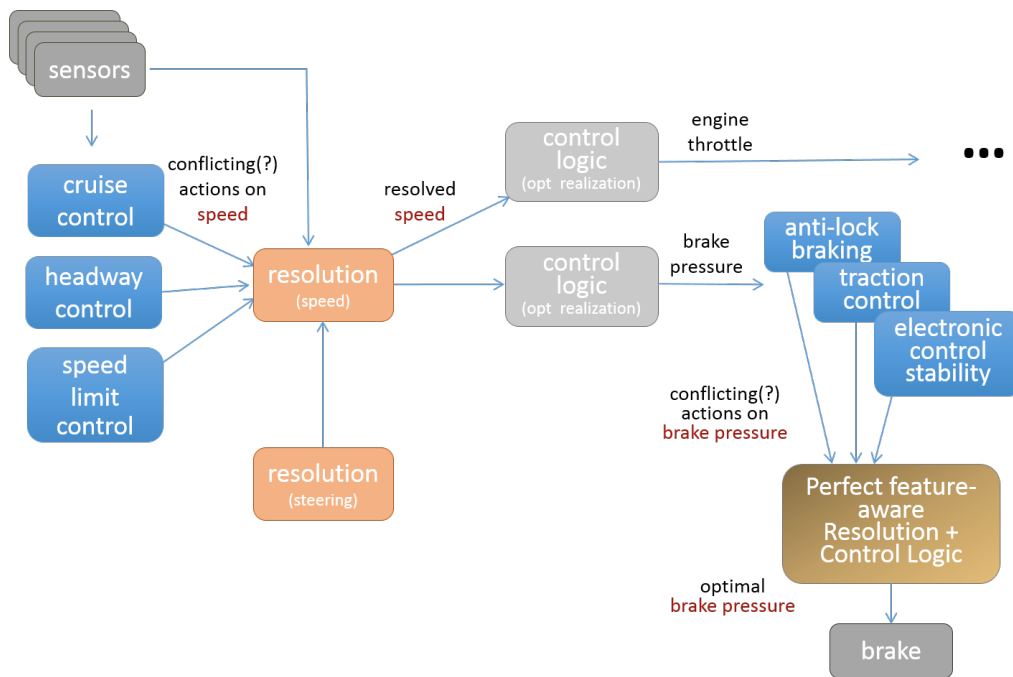 sensors
cruise
control
headway
control
speed
limit
control
conflicting(?)
actions on
speed
resolution
(speed)
resolution
(steering)
resolved
speed
control
logic
(opt realization)
control
logic
(opt realization)
engine
throttle
...
brake
pressure
anti-lock
braking
traction
control
electronic
control
stability
conflicting(?)
actions on
brake pressure
Perfect feature-
aware
Resolution +
Control Logic
optimal
brake pressure
brake